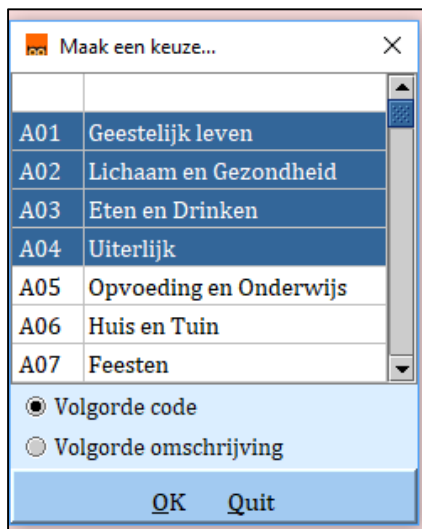 Maak een keuze...
A01 Geestelijk leven
A02 Lichaam en Gezondheid
A03 Eten en Drinken
A04 Uiterlijk
A05 Opvoeding en Onderwijs
A06 Huis en Tuin
A07 Feesten
Volgorde code
Volgorde omschrijving
OK Quit